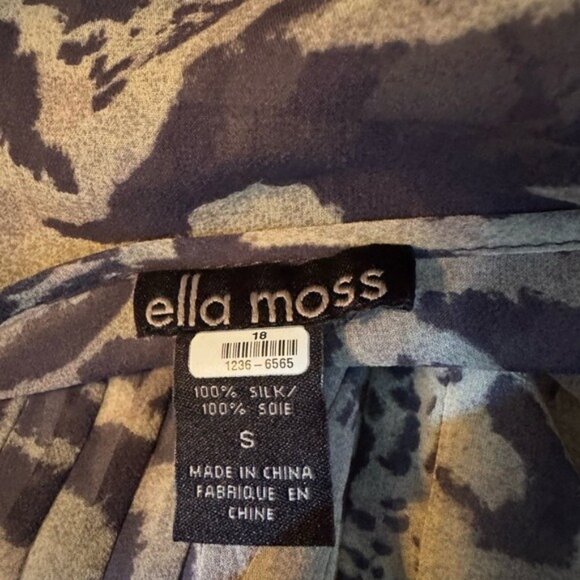 ella moss
18
1236-6565
100% SILK/
100% SOIE
S
MADE IN CHINA
FABRIQUE EN
CHINE